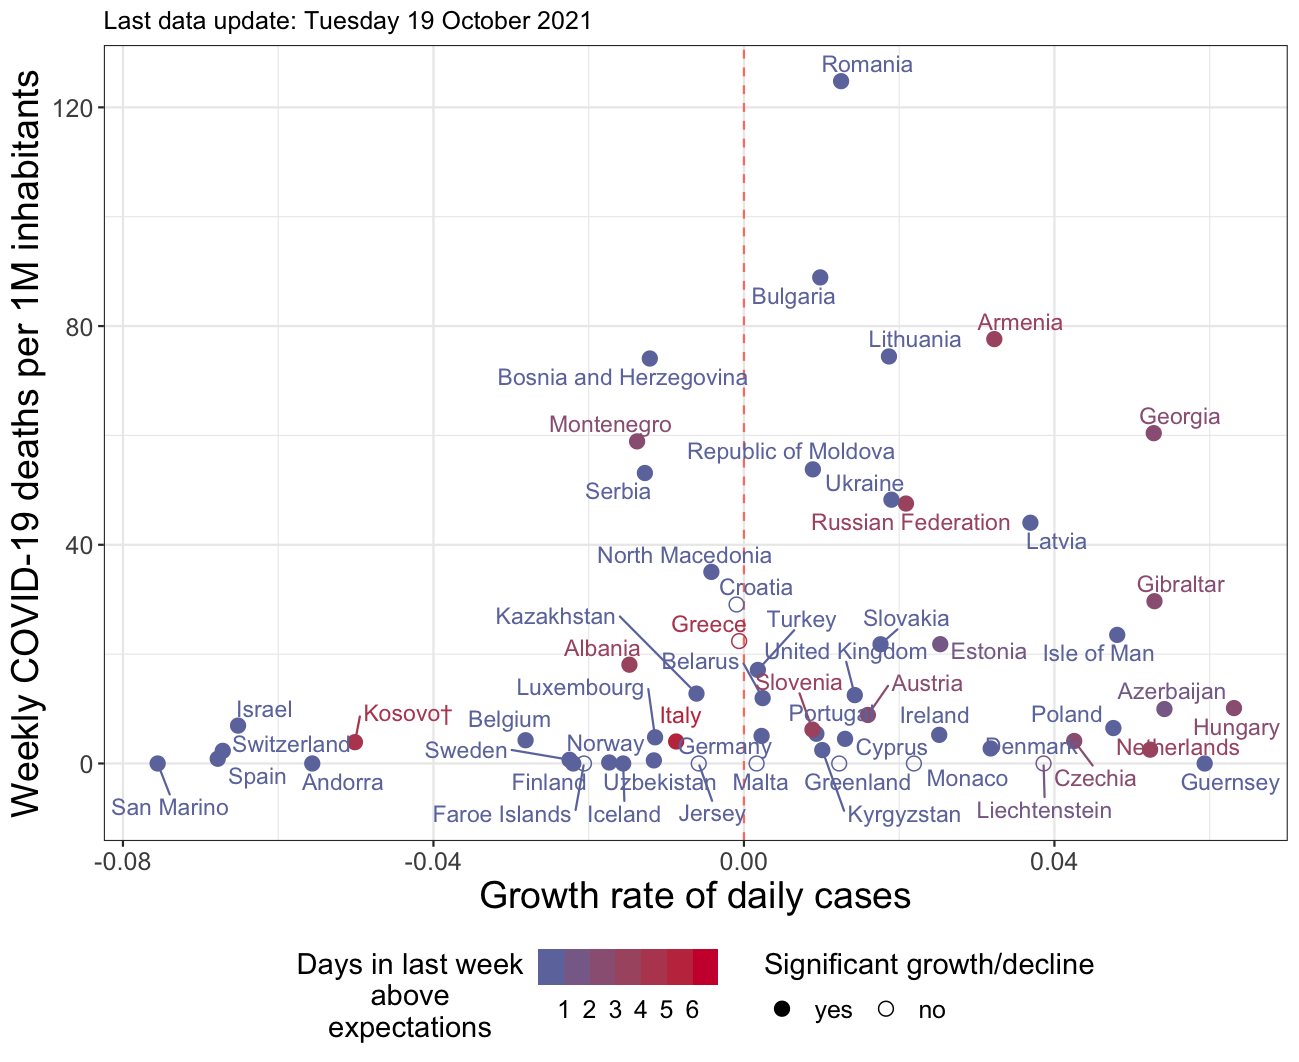 Last data update: Tuesday 19 October 2021
Weekly COVID-19 deaths per 1M inhabitants
120
80
40
0
Romania
Bulgaria
Armenia
Lithuania
Bosnia and Herzegovina
Georgia
Montenegro
Republic of Moldova
Ukraine
Serbia
Russian Federation
Latvia
North Macedonia
Croatia
Gibraltar
Kazakhstan
Greece
Turkey
Slovakia
Albania
Belarus
United Kingdom
Estonia
Isle of Man
Luxembourg
Slovenia
Austria
Azerbaijan
Israel
Kosovo†
Belgium
Italy
Portugal
Ireland
Poland
Hungary
Switzerland
Sweden
Norway
Germany
Cyprus
Denmark
Netherlands
Spain
Andorra
Finland
Uzbekistan
Malta
Greenland
Monaco
Czechia
Guernsey
San Marino
Faroe Islands
Iceland
Jersey
Kyrgyzstan
Liechtenstein
-0.08
-0.04
0.00
0.04
Growth rate of daily cases
Days in last week
above
expectations
1 2 3 4 5 6
Significant growth/decline
yes
no